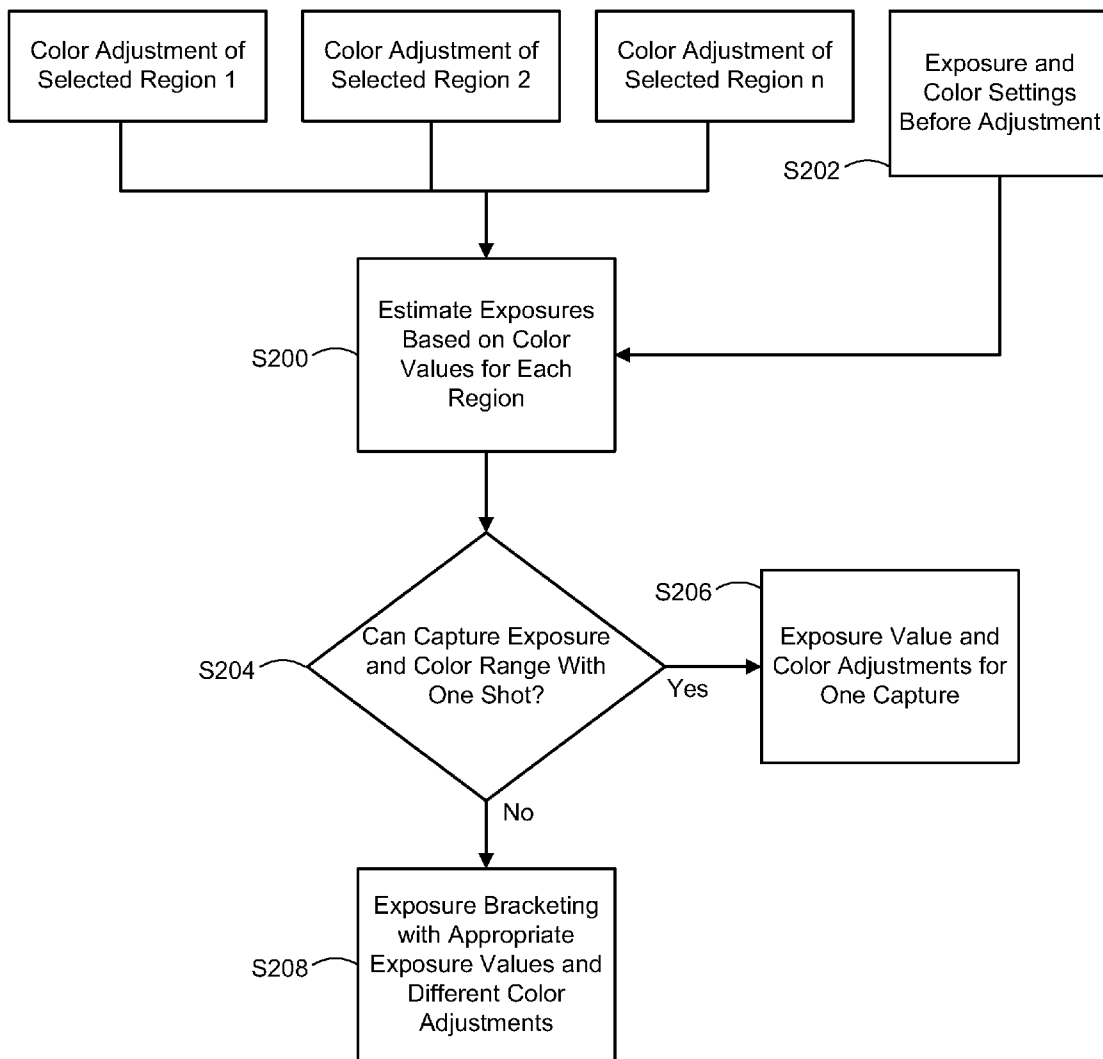 Color Adjustment of
Selected Region 1
Color Adjustment of
Selected Region 2
Color Adjustment of
Selected Region n
Exposure and
Color Settings
Before Adjustment
S202
Estimate Exposures
Based on Color
Values for Each
Region
S200
Can Capture Exposure
and Color Range With
One Shot?
S204
Yes
S206
Exposure Value and
Color Adjustments for
One Capture
No
Exposure Bracketing
with Appropriate
Exposure Values and
Different Color
Adjustments
S208